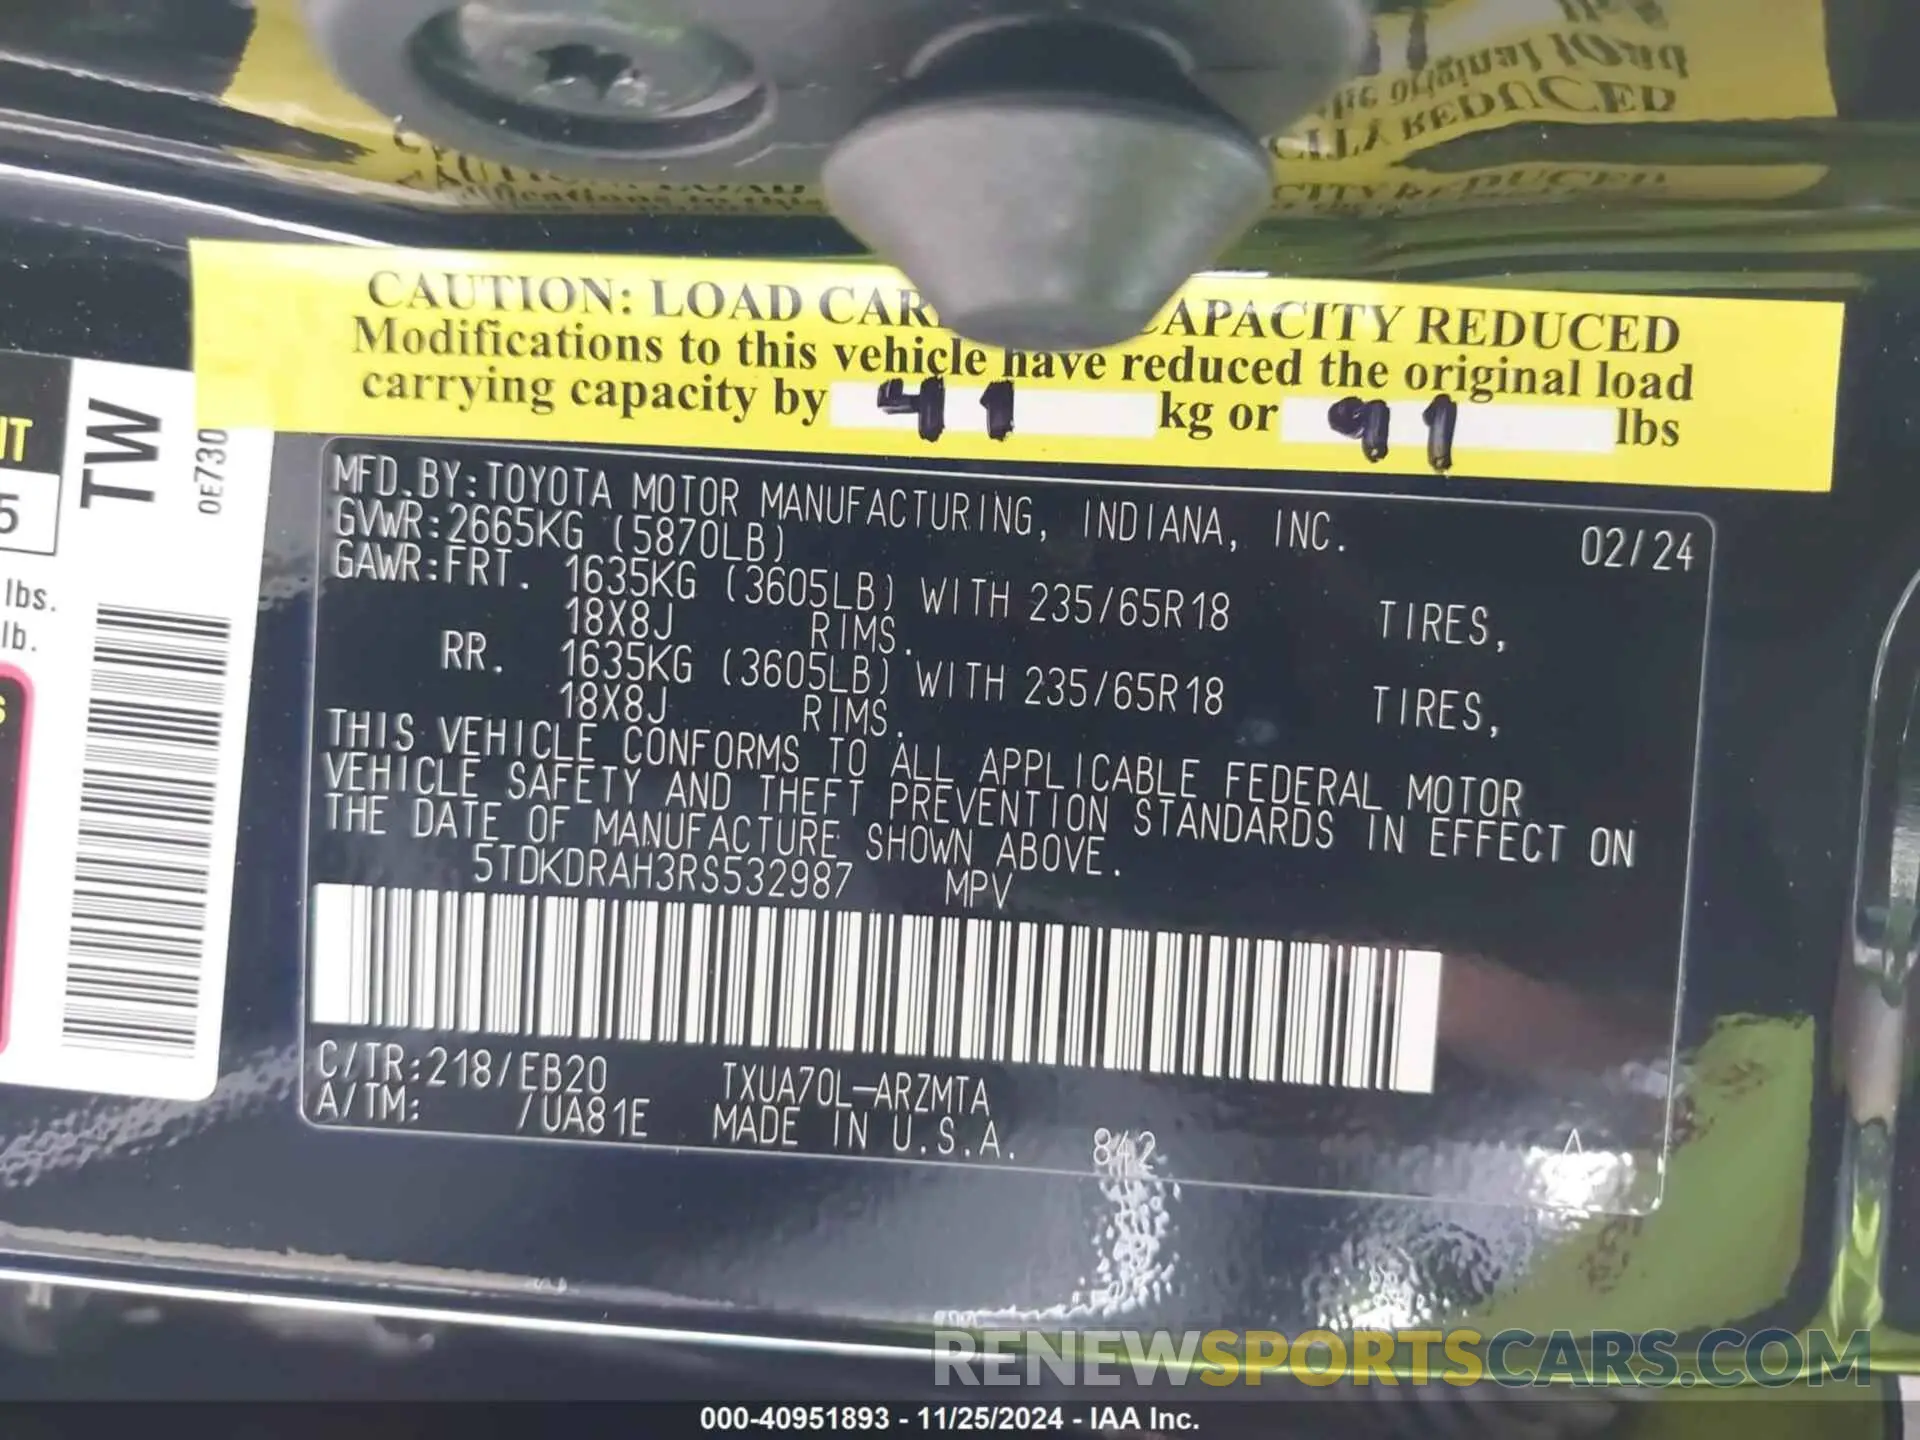 CAUTION: LOAD CAR APACITY REDUCED
Modifications to this vehicle have reduced the original load
carrying capacity by 41 kg or 91 lbs
TW
0E730
5
lbs.
lb.
MFD.BY:TOYOTA MOTOR MANUFACTURING, INDIANA, INC. 02/24
GVWR:2665KG (5870LB)
GAWR:FRT. 1635KG (3605LB) WITH 235/65R18 TIRES,
18X8J RIMS.
RR. 1635KG (3605LB) WITH 235/65R18 TIRES,
18X8J RIMS.
THIS VEHICLE CONFORMS TO ALL APPLICABLE FEDERAL MOTOR
VEHICLE SAFETY AND THEFT PREVENTION STANDARDS IN EFFECT ON
THE DATE OF MANUFACTURE SHOWN ABOVE.
5TDKDRAH3RS532987 MPV
C/TR:218/EB20 TXUA70L-ARZMTA
A/TM: /UA81E MADE IN U.S.A. 842 A
RENEWSPORTSCARS.COM
000-40951893 - 11/25/2024 - IAA Inc.